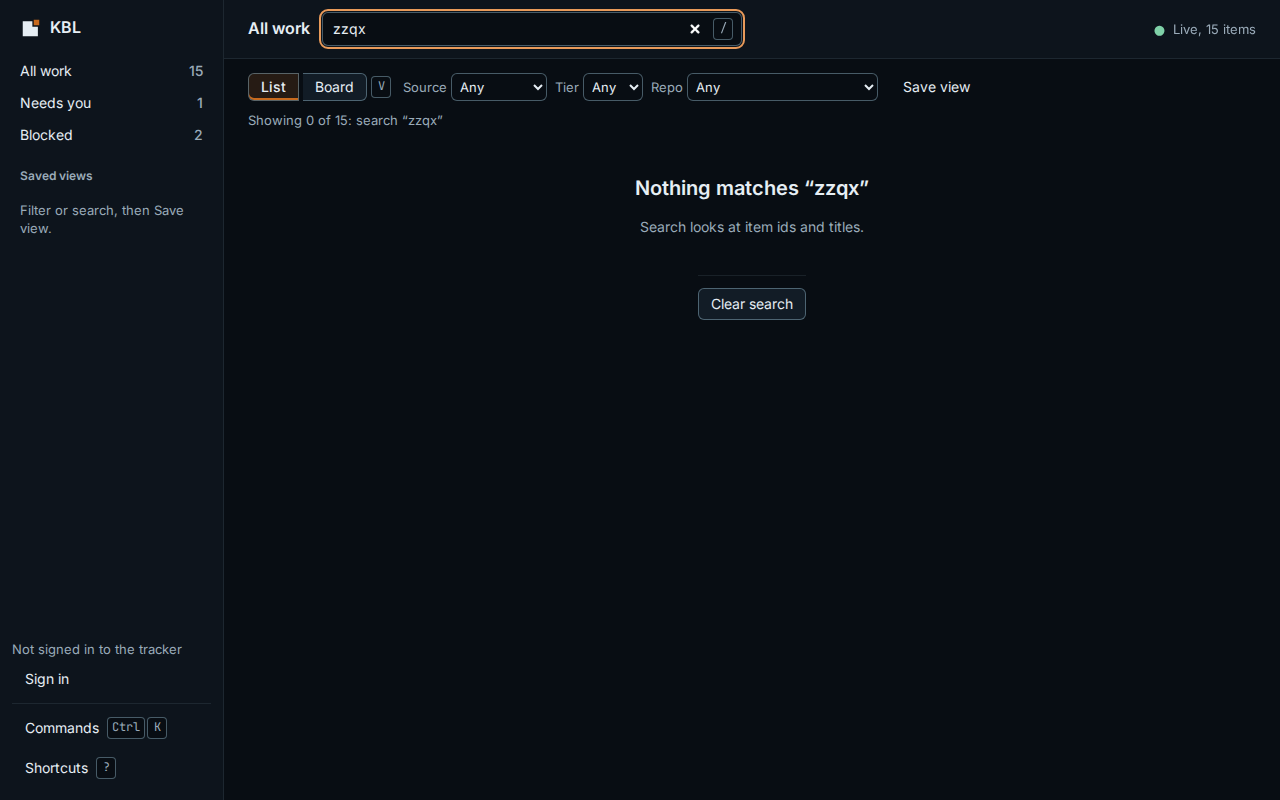 KBL
All work 15
Needs you 1
Blocked 2
Saved views
Filter or search, then Save
view.
Not signed in to the tracker
Sign in
Commands Ctrl K
Shortcuts ?
All work zzqx × / Live, 15 items
List Board V Source Any Tier Any Repo Any Save view
Showing 0 of 15: search “zzqx”
Nothing matches “zzqx”
Search looks at item ids and titles.
Clear search